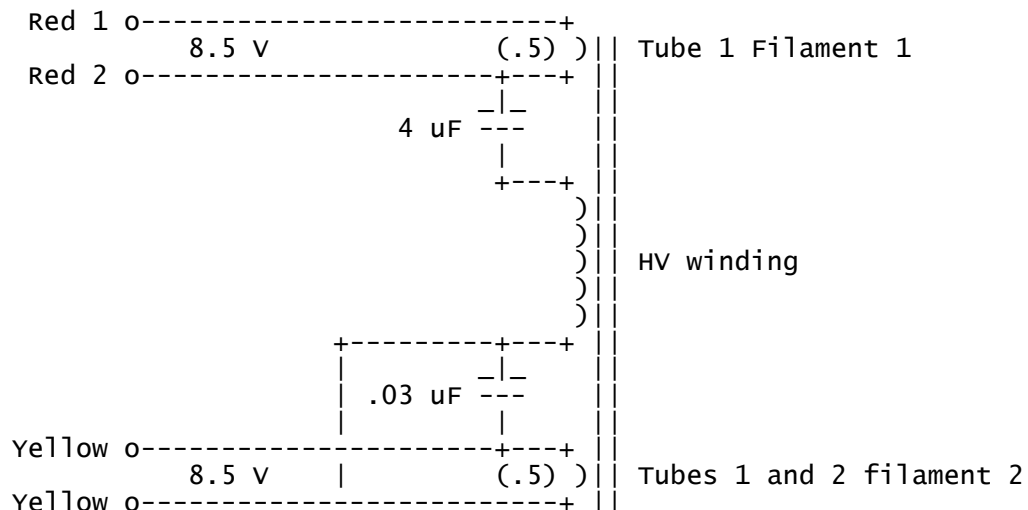 Red 1 o--------------------------+
8.5 V (.5) )|| Tube 1 Filament 1
Red 2 o----------------------+---+ ||
| ||
_|_ ||
4 uF --- ||
| ||
+---+ ||
)||
)||
)|| HV winding
)||
)||
+---------+---+ ||
| _|_ ||
| .03 uF --- ||
| | ||
Yellow o----------------------+---+ ||
8.5 V | (.5) )|| Tubes 1 and 2 filament 2
Yellow o--------------------------+ ||